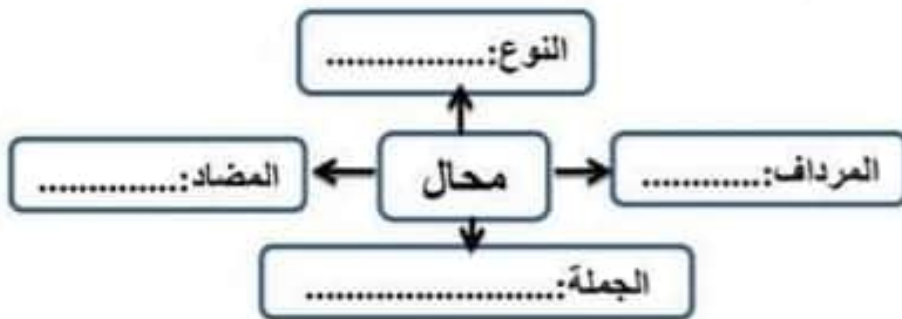 النوع:................
المرداف:............
محال
المضاد:..............
الجملة:.........................